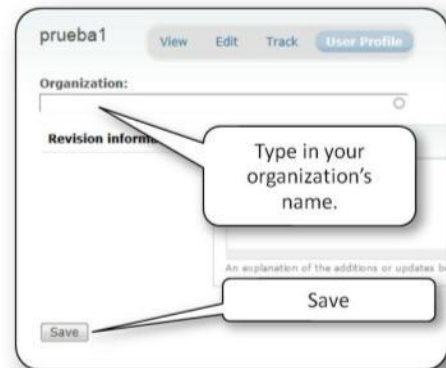 prueba1
View Edit Track User Profile
Organization:
Revision inform
Type in your
organization's
name.
An explanation of the additions or updates b
Save
Save